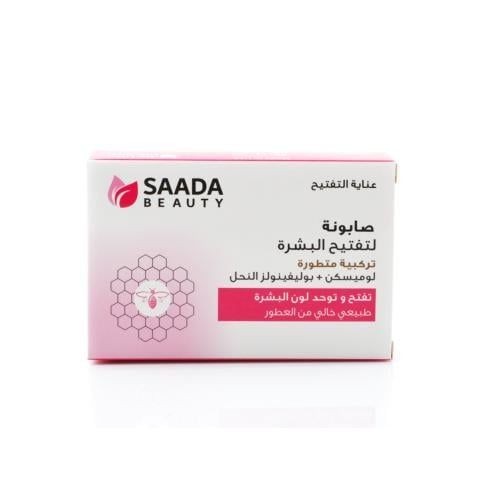 SAADA
BEAUTY
عناية التفتيح
صابونة
لتفتيح البشرة
تركيبة متطورة
لوميسكن + بوليفينولز النحل
تفتح و توحد لون البشرة
طبيعي خالي من العطور